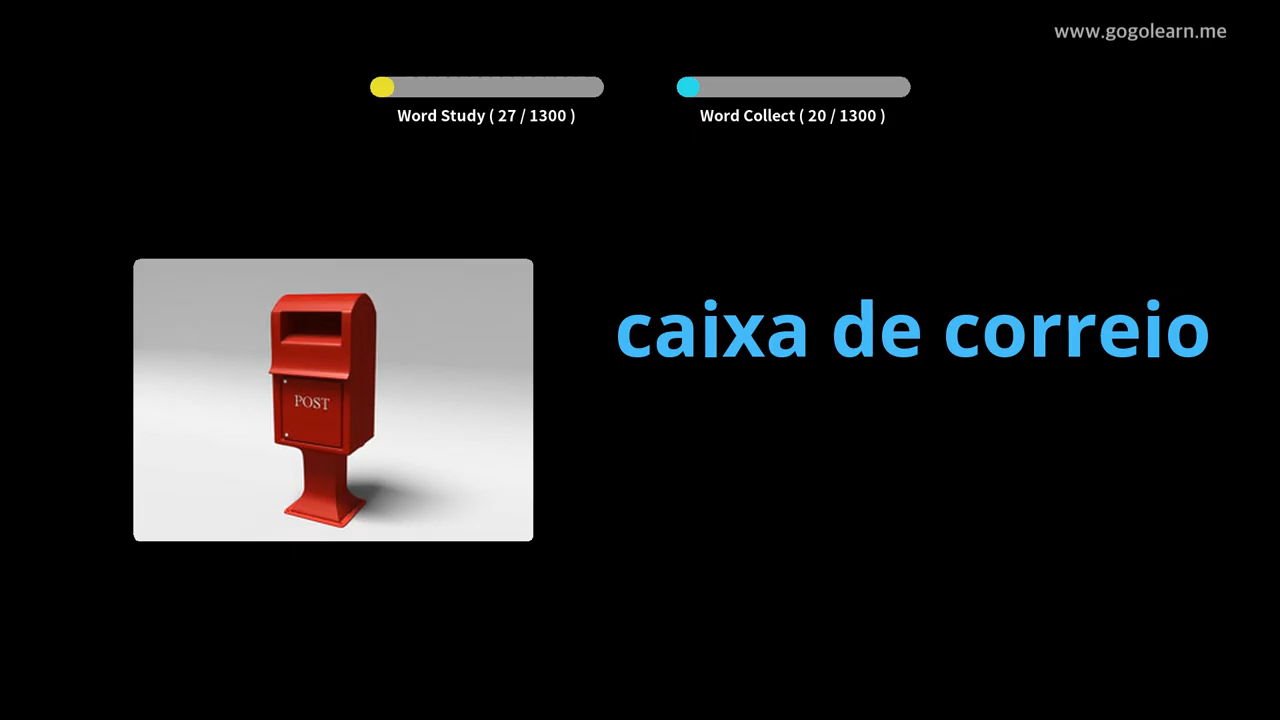 www.gogolearn.me
Word Study ( 27 / 1300 )
Word Collect ( 20 / 1300 )
caixa de correio
POST